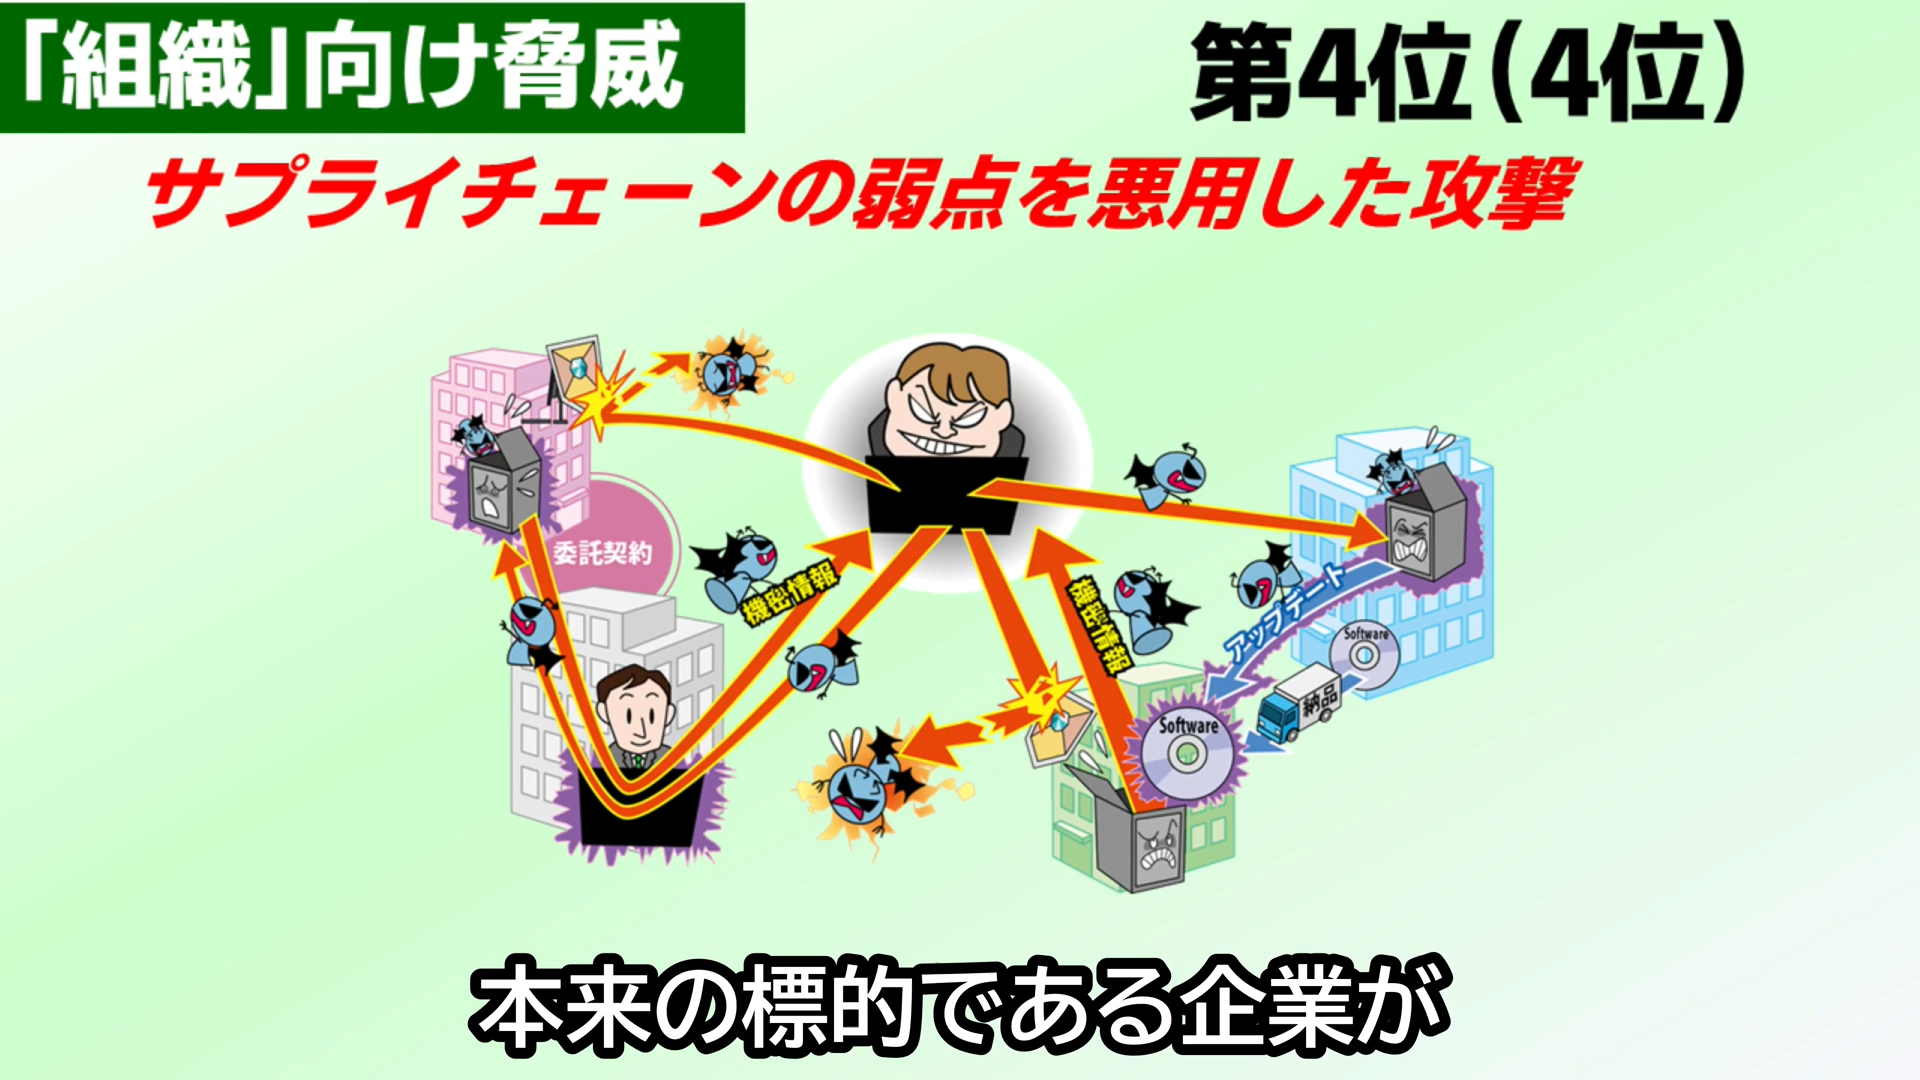 「組織」向け脅威
第4位(4位)
サプライチェーンの弱点を悪用した攻撃
委託契約
機密情報
機密情報
アップデート
Software
納品
Software
本来の標的である企業が